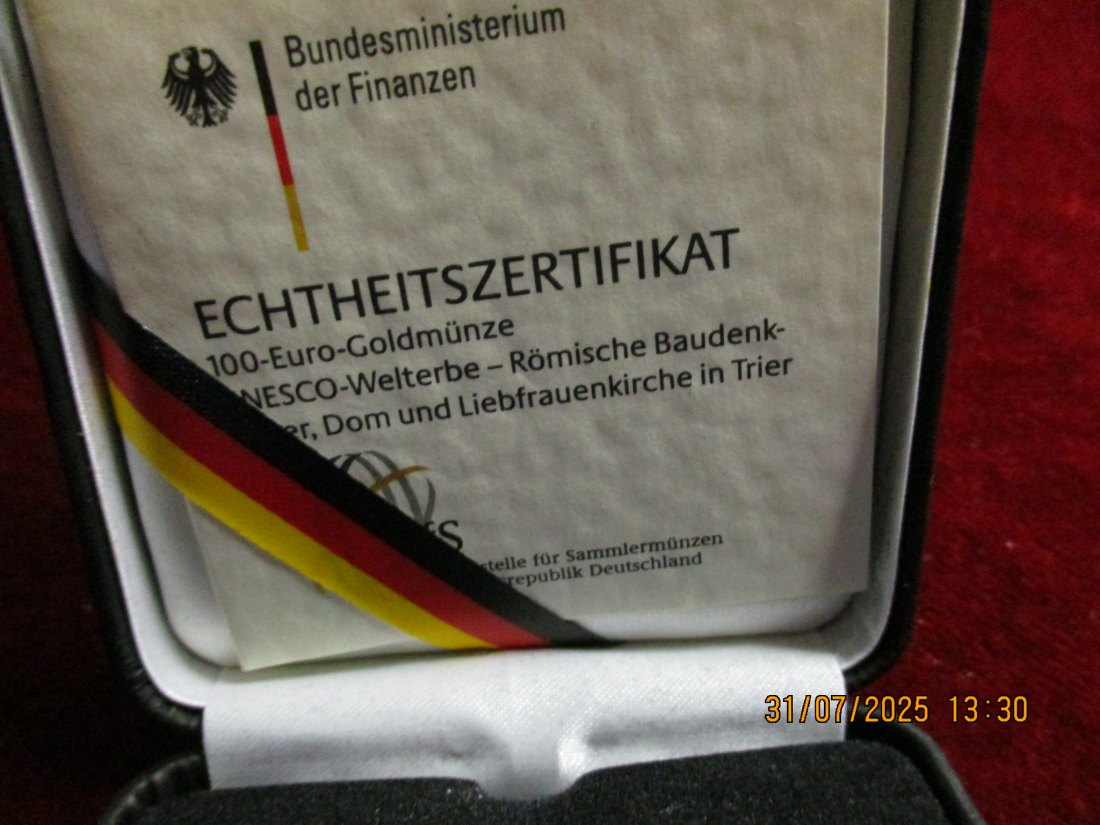 Bundesministerium
der Finanzen
ECHTHEITSZERTIFIKAT
100-Euro-Goldmünze
NESCO-Welterbe – Römische Baudenk-
er, Dom und Liebfrauenkirche in Trier
S
stelle für Sammlermünzen
srepublik Deutschland
31/07/2025 13:30